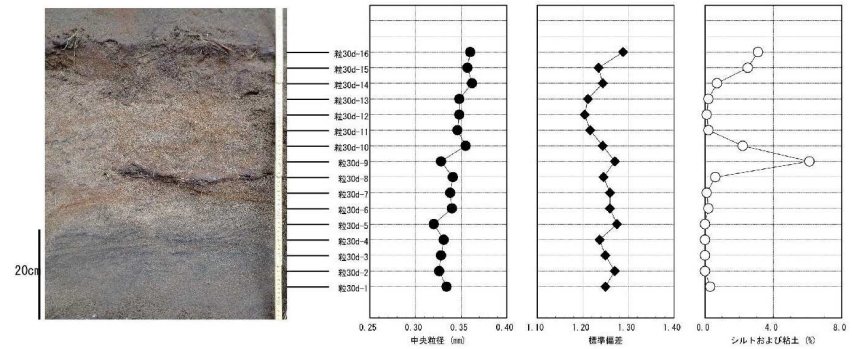 粒30d-16
粒30d-15
粒30d-14
粒30d-13
粒30d-12
粒30d-11
粒30d-10
粒30d-9
粒30d-8
粒30d-7
粒30d-6
粒30d-5
粒30d-4
粒30d-3
粒30d-2
粒30d-1
20cm
0.25 0.30 0.35 0.40
中央粒径 (mm)
1.10 1.20 1.30 1.40
標準偏差
0.0 4.0 8.0
シルトおよび粘土 (%)